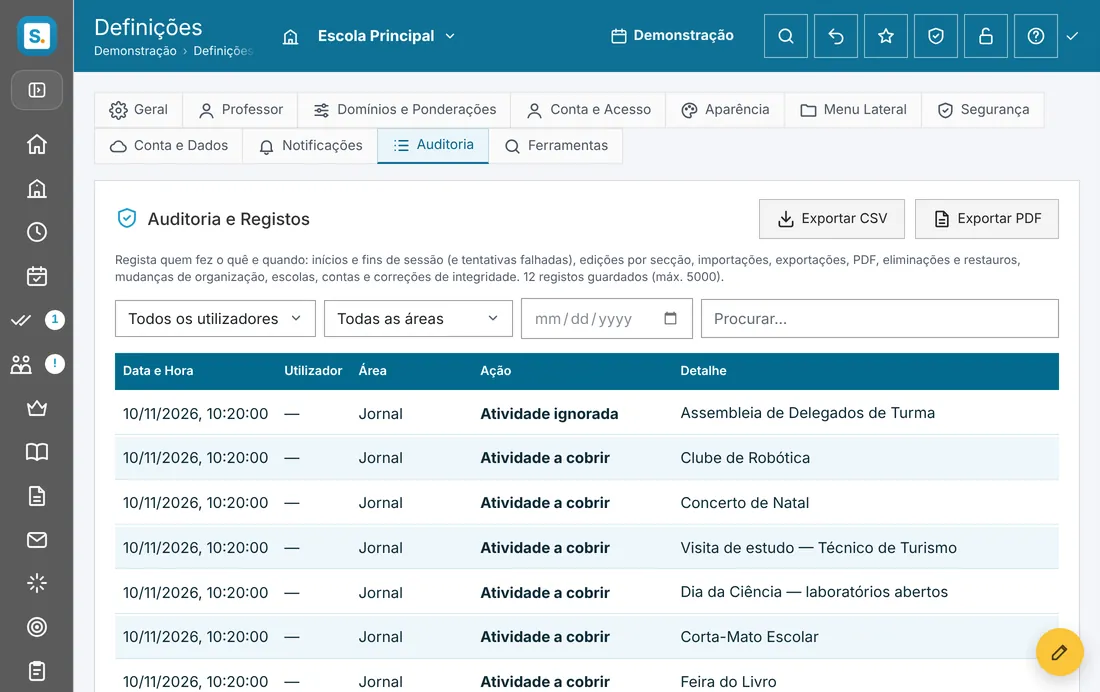 S.
Definições
Demonstração › Definições
Escola Principal
Demonstração
Geral
Professor
Domínios e Ponderações
Conta e Acesso
Aparência
Menu Lateral
Segurança
Conta e Dados
Notificações
Auditoria
Ferramentas
1
!
Auditoria e Registos
Exportar CSV
Exportar PDF
Regista quem fez o quê e quando: inícios e fins de sessão (e tentativas falhadas), edições por secção, importações, exportações, PDF, eliminações e restauros,
mudanças de organização, escolas, contas e correções de integridade. 12 registos guardados (máx. 5000).
Todos os utilizadores
Todas as áreas
mm/dd/yyyy
Procurar...
Data e Hora Utilizador Área Ação Detalhe
10/11/2026, 10:20:00 — Jornal Atividade ignorada Assembleia de Delegados de Turma
10/11/2026, 10:20:00 — Jornal Atividade a cobrir Clube de Robótica
10/11/2026, 10:20:00 — Jornal Atividade a cobrir Concerto de Natal
10/11/2026, 10:20:00 — Jornal Atividade a cobrir Visita de estudo — Técnico de Turismo
10/11/2026, 10:20:00 — Jornal Atividade a cobrir Dia da Ciência — laboratórios abertos
10/11/2026, 10:20:00 — Jornal Atividade a cobrir Corta-Mato Escolar
10/11/2026, 10:20:00 — Jornal Atividade a cobrir Feira do Livro